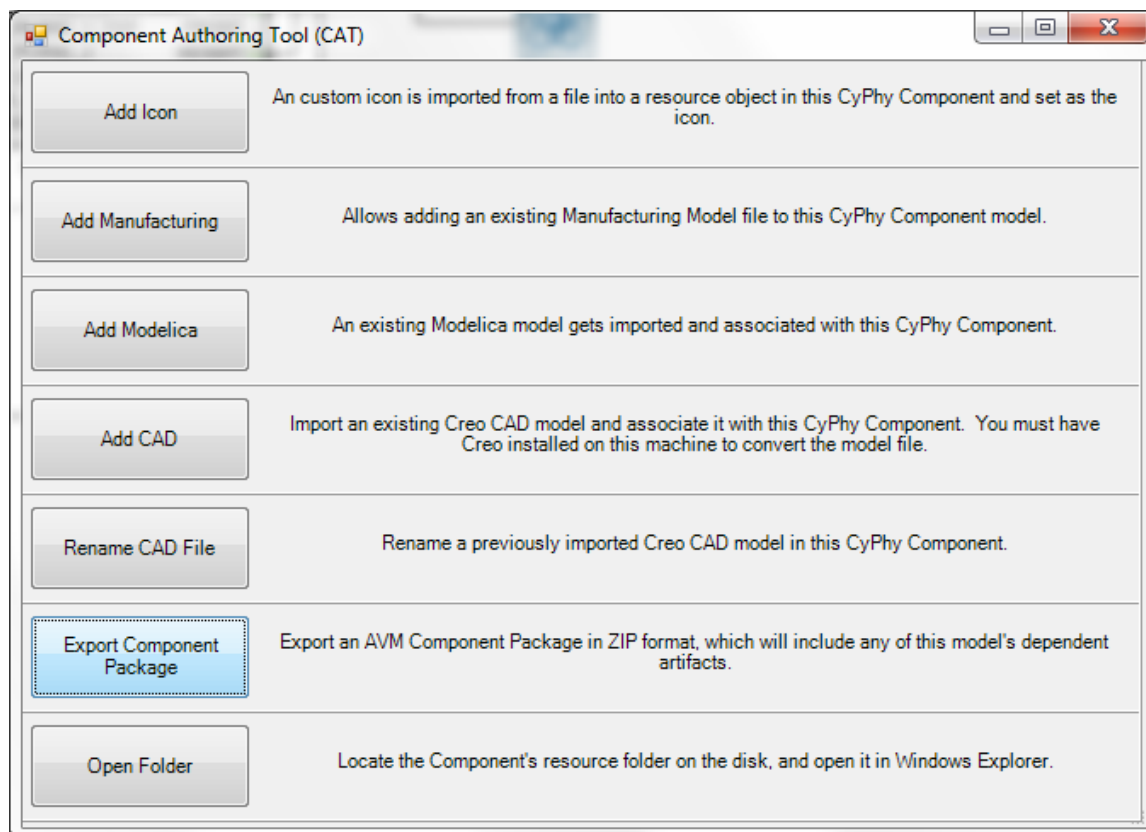 Component Authoring Tool (CAT)
Add Icon
An custom icon is imported from a file into a resource object in this CyPhy Component and set as the
icon.
Add Manufacturing
Allows adding an existing Manufacturing Model file to this CyPhy Component model.
Add Modelica
An existing Modelica model gets imported and associated with this CyPhy Component.
Add CAD
Import an existing Creo CAD model and associate it with this CyPhy Component.  You must have
Creo installed on this machine to convert the model file.
Rename CAD File
Rename a previously imported Creo CAD model in this CyPhy Component.
Export Component
Package
Export an AVM Component Package in ZIP format, which will include any of this model's dependent
artifacts.
Open Folder
Locate the Component's resource folder on the disk, and open it in Windows Explorer.